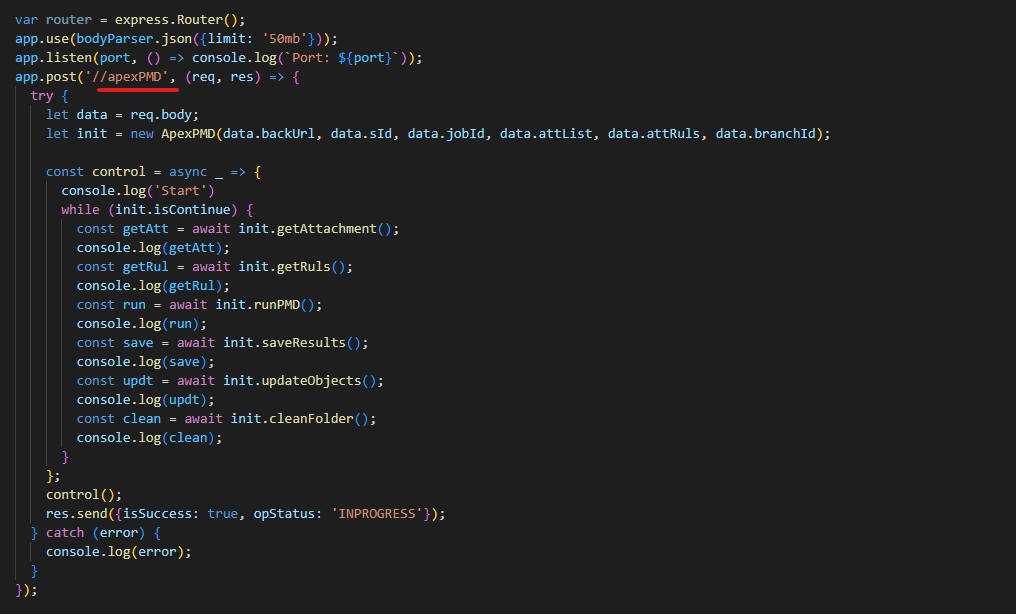 var router = express.Router();
app.use(bodyParser.json({limit: '50mb'}));
app.listen(port, () => console.log(`Port: ${port}`));
app.post('//apexPMD', (req, res) => {
  try {
    let data = req.body;
    let init = new ApexPMD(data.backUrl, data.sId, data.jobId, data.attList, data.attRuls, data.branchId);

    const control = async _ => {
      console.log('Start')
      while (init.isContinue) {
        const getAtt = await init.getAttachment();
        console.log(getAtt);
        const getRul = await init.getRuls();
        console.log(getRul);
        const run = await init.runPMD();
        console.log(run);
        const save = await init.saveResults();
        console.log(save);
        const updt = await init.updateObjects();
        console.log(updt);
        const clean = await init.cleanFolder();
        console.log(clean);
      }
    };
    control();
    res.send({isSuccess: true, opStatus: 'INPROGRESS'});
  } catch (error) {
    console.log(error);
  }
});